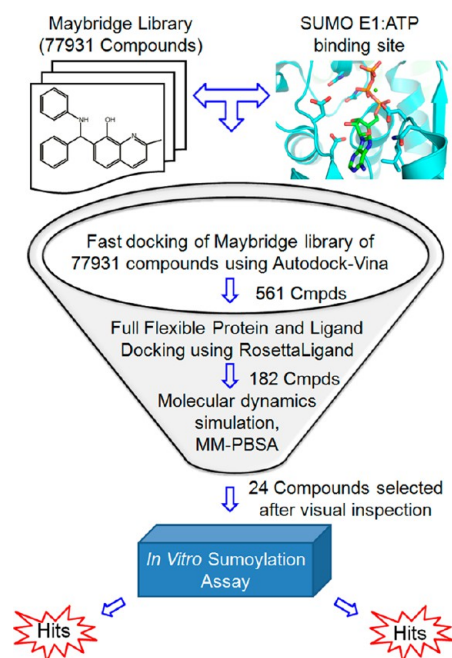 Maybridge Library
(77931 Compounds)
SUMO E1:ATP
binding site
NH
OH
N
Fast docking of Maybridge library of
77931 compounds using Autodock-Vina
561 Cmpds
Full Flexible Protein and Ligand
Docking using RosettaLigand
182 Cmpds
Molecular dynamics
simulation,
MM-PBSA
24 Compounds selected
after visual inspection
In Vitro Sumoylation
Assay
Hits
Hits